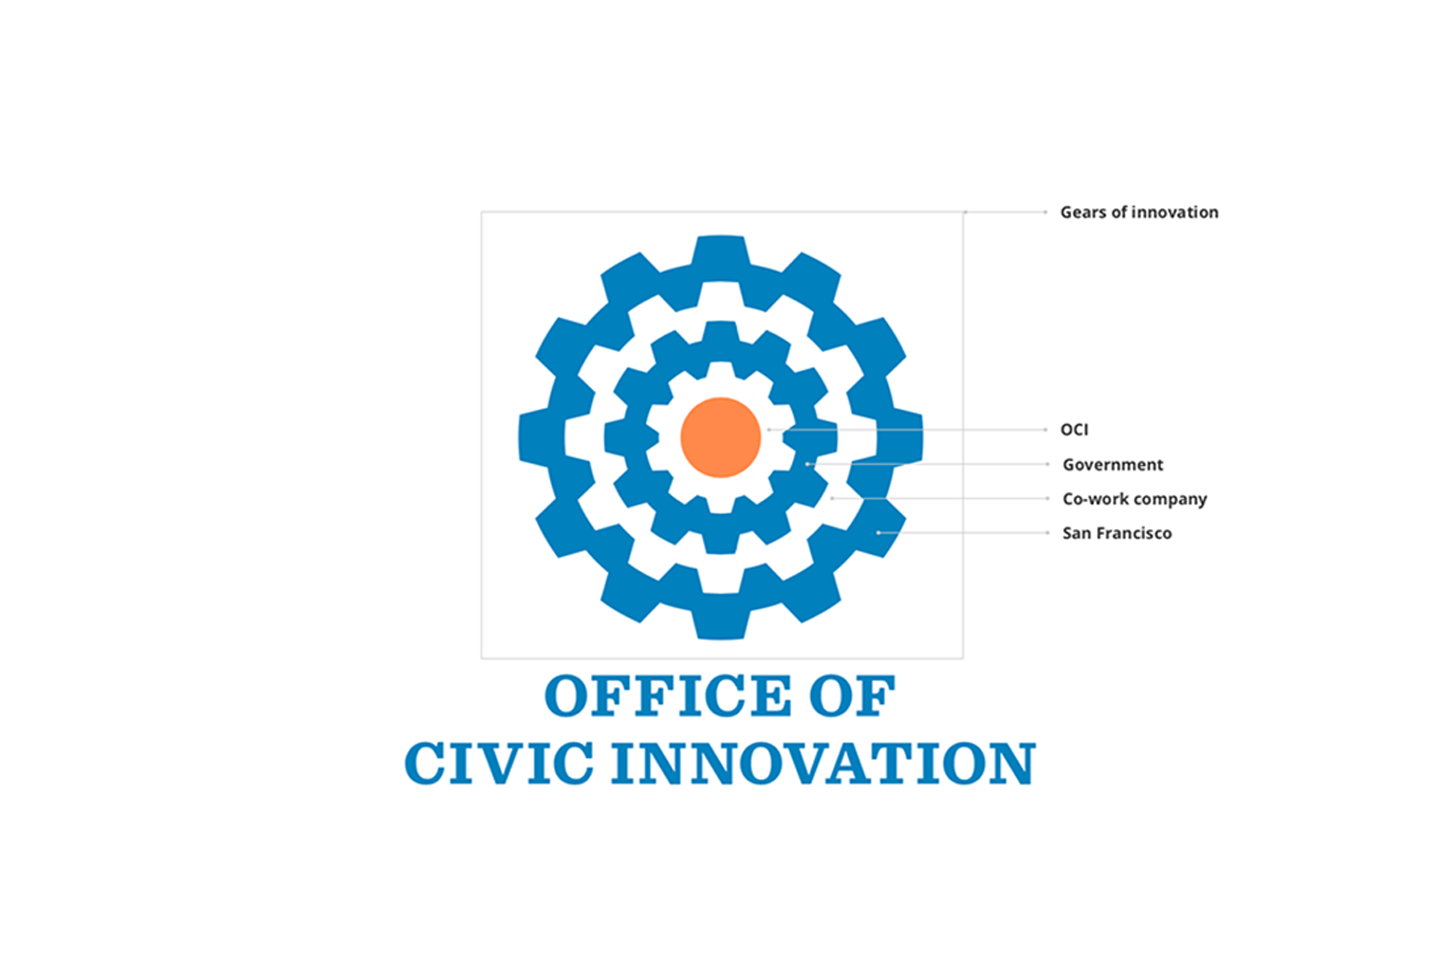 Gears of innovation
OCI
Government
Co-work company
San Francisco
OFFICE OF
CIVIC INNOVATION